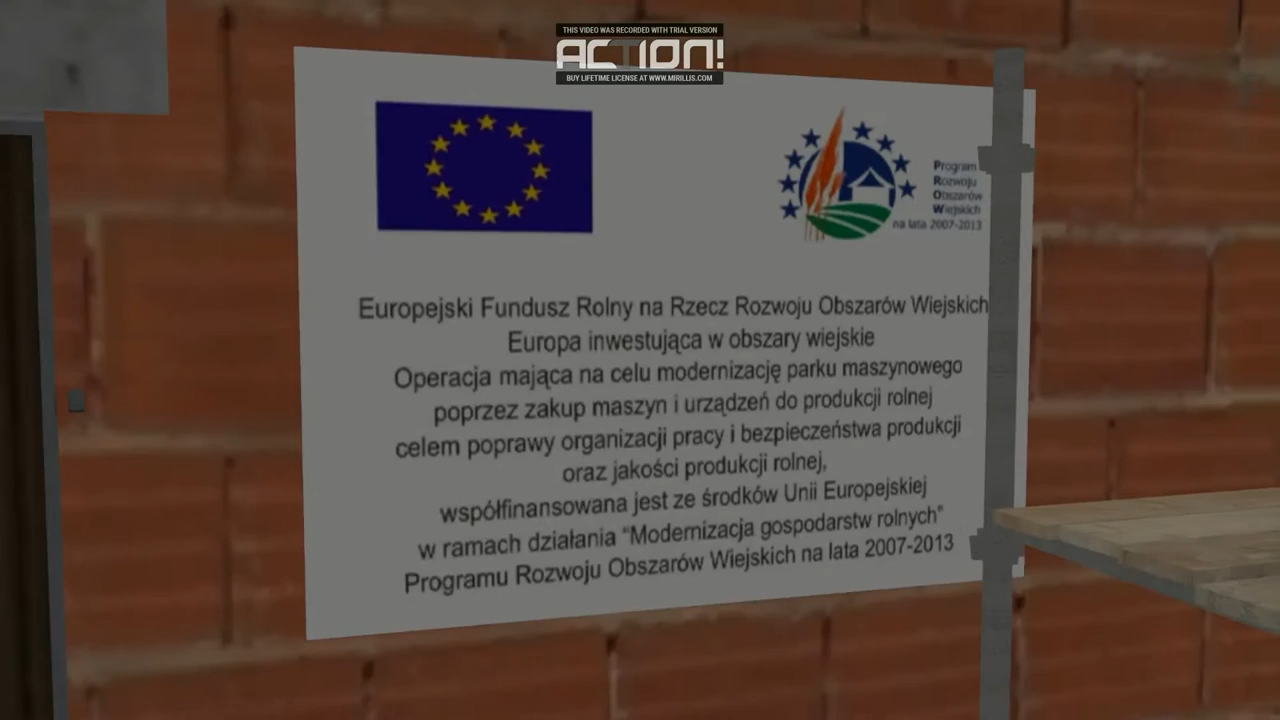 THIS VIDEO WAS RECORDED WITH TRIAL VERSION
ACTION!
BUY LIFETIME LICENSE AT WWW.MIRILLIS.COM
Program
Rozwoju
Obszarów
Wiejskich
na lata 2007-2013
Europejski Fundusz Rolny na Rzecz Rozwoju Obszarów Wiejskich
Europa inwestująca w obszary wiejskie
Operacja mająca na celu modernizację parku maszynowego
poprzez zakup maszyn i urządzeń do produkcji rolnej
celem poprawy organizacji pracy i bezpieczeństwa produkcji
oraz jakości produkcji rolnej,
współfinansowana jest ze środków Unii Europejskiej
w ramach działania "Modernizacja gospodarstw rolnych"
Programu Rozwoju Obszarów Wiejskich na lata 2007-2013